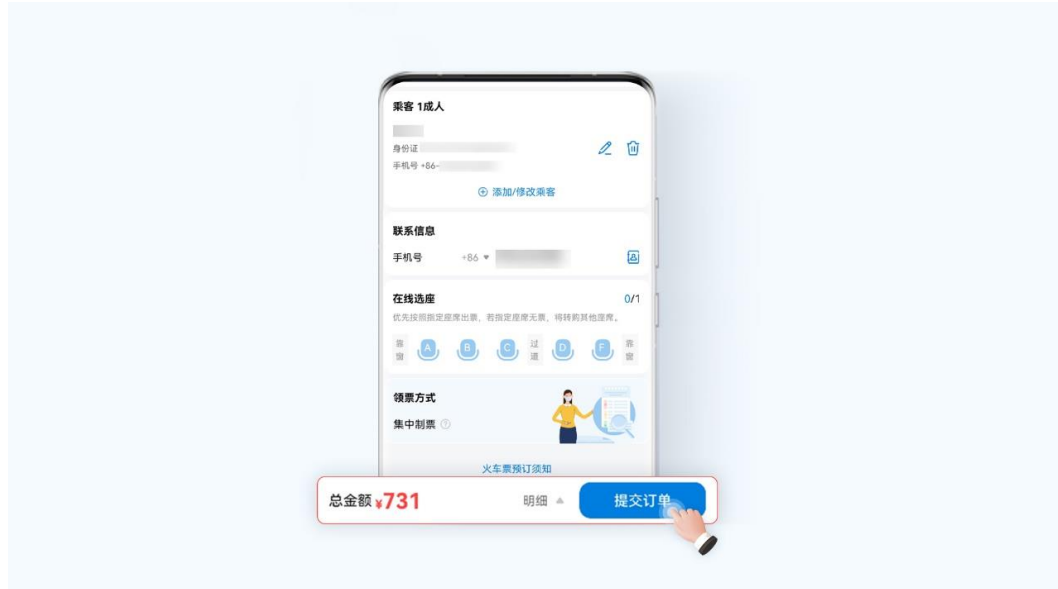 乘客 1成人
身份证
手机号 +86-
添加/修改乘客
联系信息
手机号 +86
在线选座 0/1
优先按照指定座席出票，若指定座席无票，将转购其他座席。
靠窗 A B C 过道 D F 靠窗
领票方式
集中制票 ?
火车票预订须知
总金额 ¥731 明细 提交订单